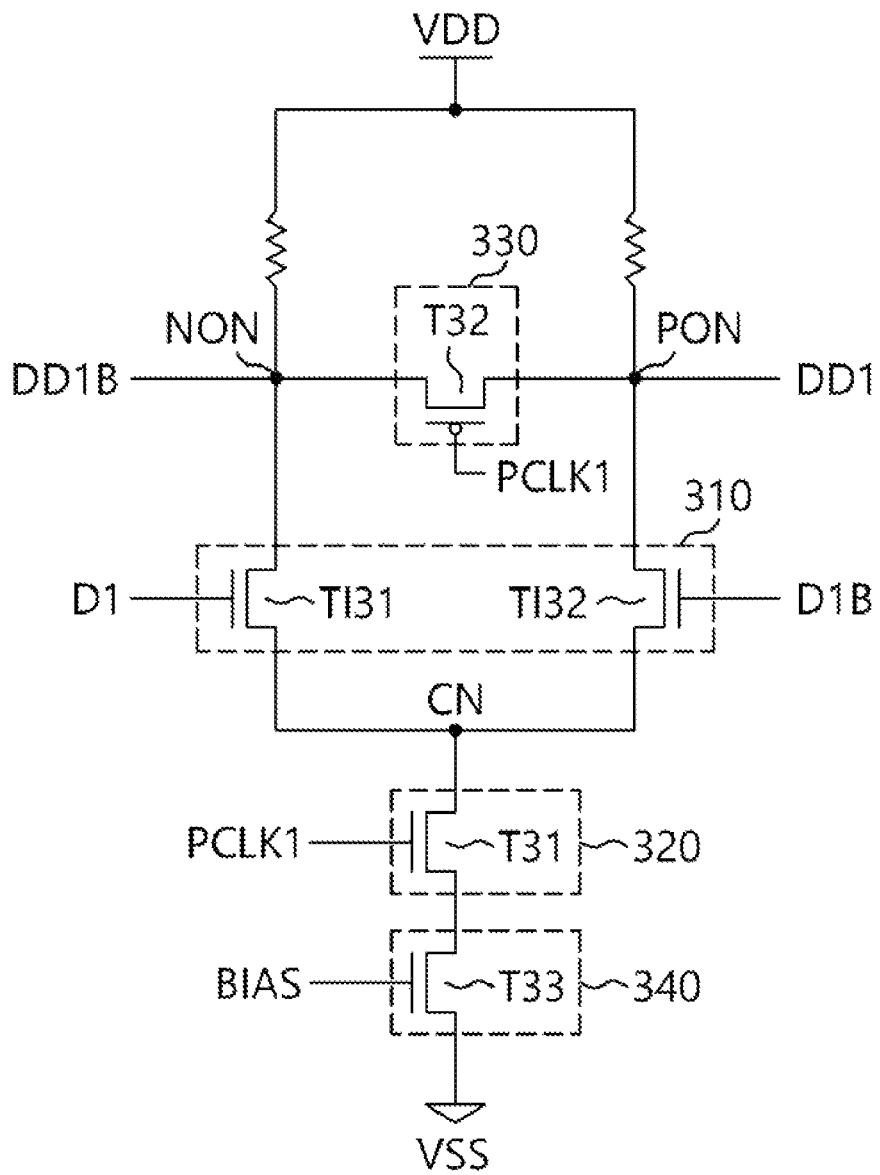 VDD
330
NON
T32
PON
DD1B
DD1
PCLK1
310
D1
TI31
TI32
D1B
CN
PCLK1
T31
320
BIAS
T33
340
VSS